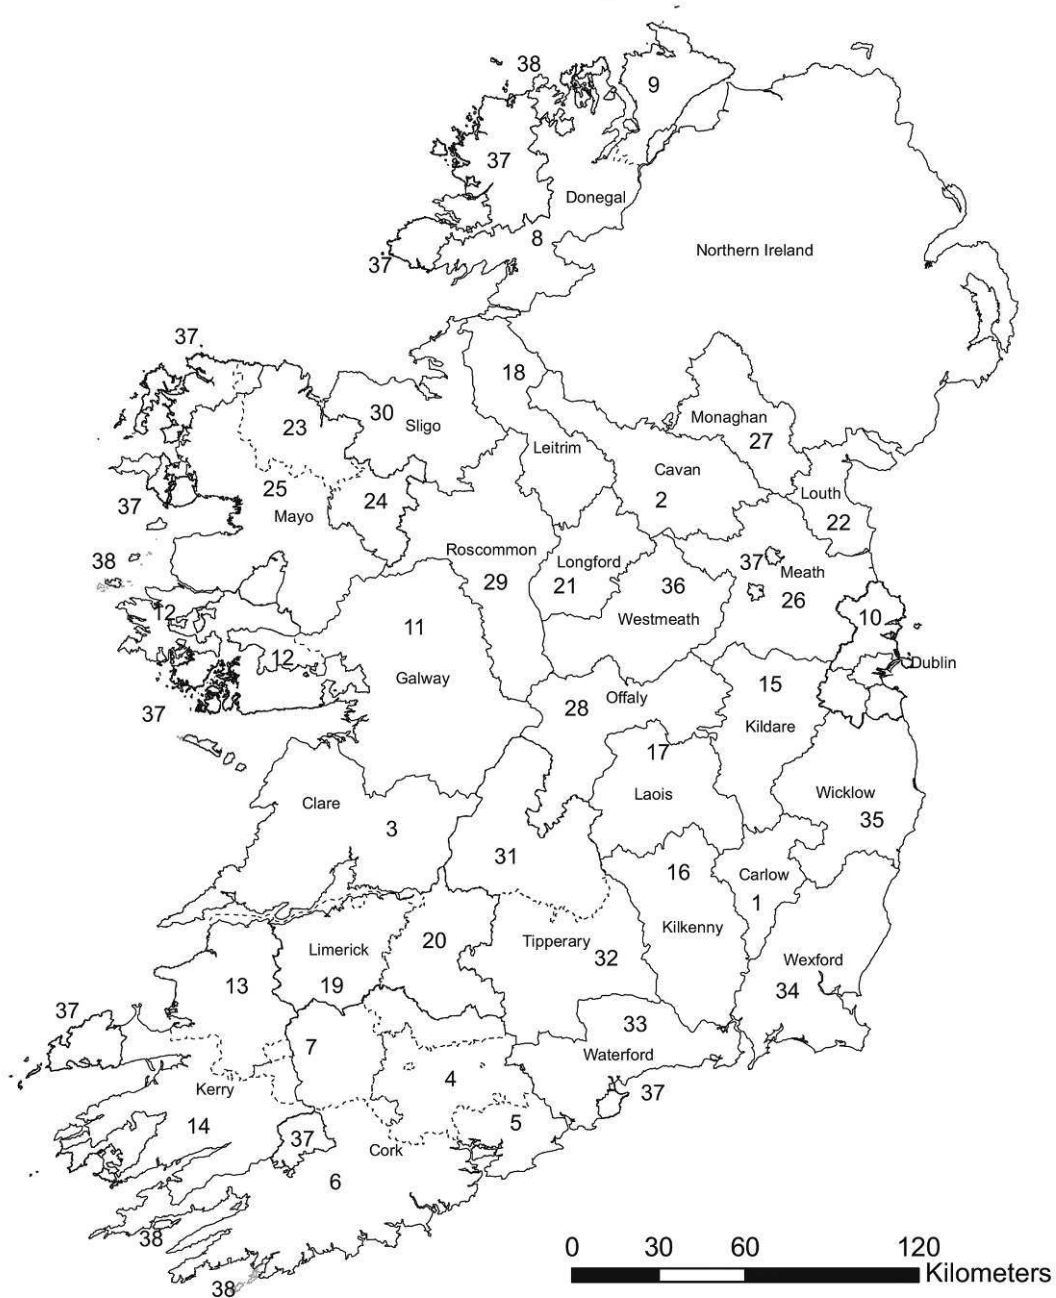 38
9
37
Donegal
8
Northern Ireland
37
37
18
30
Sligo
Monaghan
27
23
Leitrim
Cavan
2
Louth
22
25
Mayo
24
37
Roscommon
29
Longford
21
37
Meath
26
36
Westmeath
38
12
11
10
12
Galway
Dublin
15
Kildare
28
Offaly
37
17
Laois
Clare
3
Wicklow
35
31
16
Carlow
1
Kilkenny
Limerick
19
20
Tipperary
32
Wexford
34
13
37
33
Waterford
7
4
37
Kerry
14
37
5
Cork
6
38
38
0 30 60 120
Kilometers